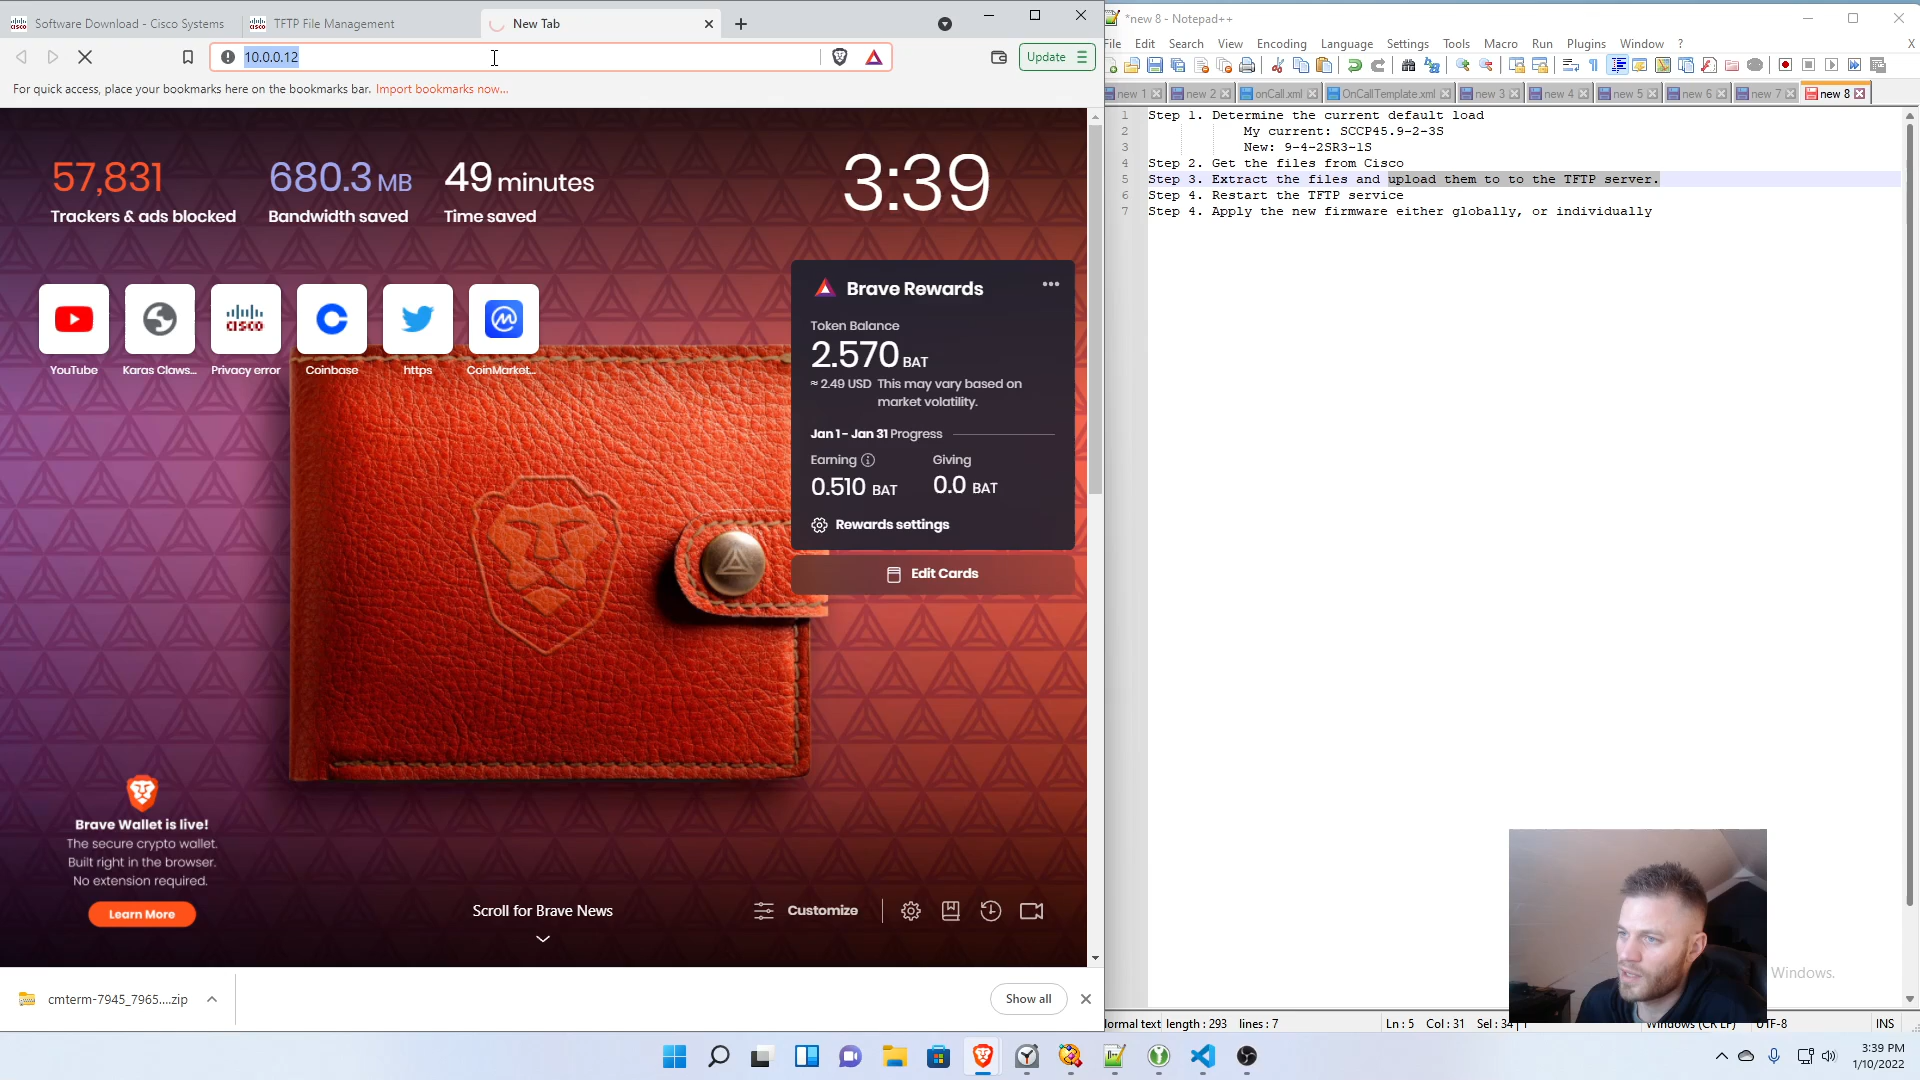 Software Download - Cisco Systems
TFTP File Management
New Tab
10.0.0.12
Update
For quick access, place your bookmarks here on the bookmarks bar. Import bookmarks now...
57,831
Trackers & ads blocked
680.3 MB
Bandwidth saved
49 minutes
Time saved
3:39
YouTube
Karas Claws...
Privacy error
Coinbase
https
CoinMarket...
CISCO
Brave Rewards
Token Balance
2.570 BAT
≈ 2.49 USD This may vary based on
market volatility.
Jan 1 - Jan 31 Progress
Earning
Giving
0.510 BAT
0.0 BAT
Rewards settings
Edit Cards
Brave Wallet is live!
The secure crypto wallet.
Built right in the browser.
No extension required.
Learn More
Scroll for Brave News
Customize
cmterm-7945_7965....zip
Show all
*new 8 - Notepad++
File Edit Search View Encoding Language Settings Tools Macro Run Plugins Window ? X
new 1 new 2 onCall.xml OnCallTemplate.xml new 3 new 4 new 5 new 6 new 7 new 8
1 Step 1. Determine the current default load
2 My current: SCCP45.9-2-3S
3 New: 9-4-2SR3-1S
4 Step 2. Get the files from Cisco
5 Step 3. Extract the files and upload them to to the TFTP server.
6 Step 4. Restart the TFTP service
7 Step 4. Apply the new firmware either globally, or individually
Windows.
Normal text length : 293 lines : 7
Ln : 5 Col : 31 Sel : 34 | 1
Windows (CR LF)
UTF-8
INS
3:39 PM
1/10/2022